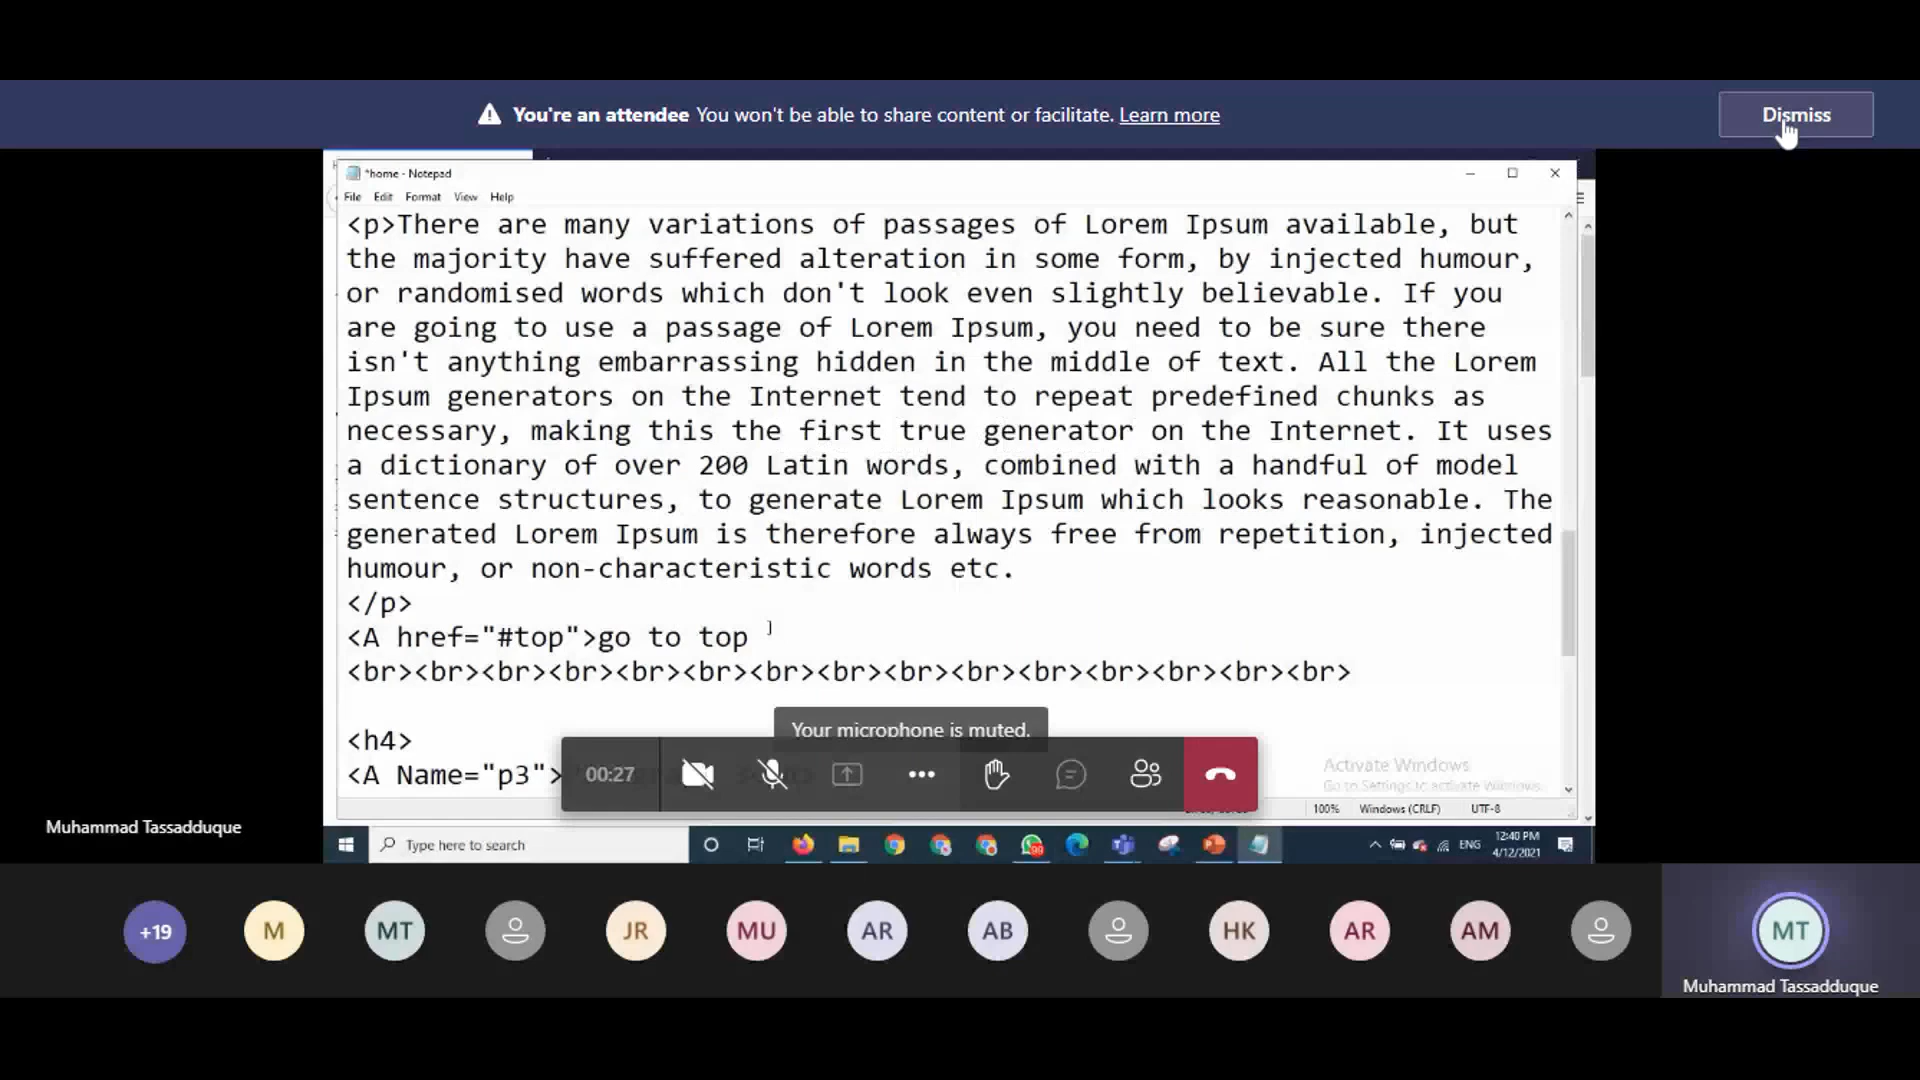 You're an attendee You won't be able to share content or facilitate. Learn more
Dismiss
*home - Notepad
File Edit Format View Help
<p>There are many variations of passages of Lorem Ipsum available, but
the majority have suffered alteration in some form, by injected humour,
or randomised words which don't look even slightly believable. If you
are going to use a passage of Lorem Ipsum, you need to be sure there
isn't anything embarrassing hidden in the middle of text. All the Lorem
Ipsum generators on the Internet tend to repeat predefined chunks as
necessary, making this the first true generator on the Internet. It uses
a dictionary of over 200 Latin words, combined with a handful of model
sentence structures, to generate Lorem Ipsum which looks reasonable. The
generated Lorem Ipsum is therefore always free from repetition, injected
humour, or non-characteristic words etc.
</p>
<A href="#top">go to top
<br><br><br><br><br><br><br><br><br><br><br><br><br><br><br>
<h4>
<A Name="p3">
Your microphone is muted.
00:27
Activate Windows
Go to Settings to activate Windows.
100% Windows (CRLF) UTF-8
Muhammad Tassadduque
Type here to search
99
ENG
12:40 PM
4/12/2021
+19 M MT JR MU AR AB HK AR AM MT
Muhammad Tassadduque